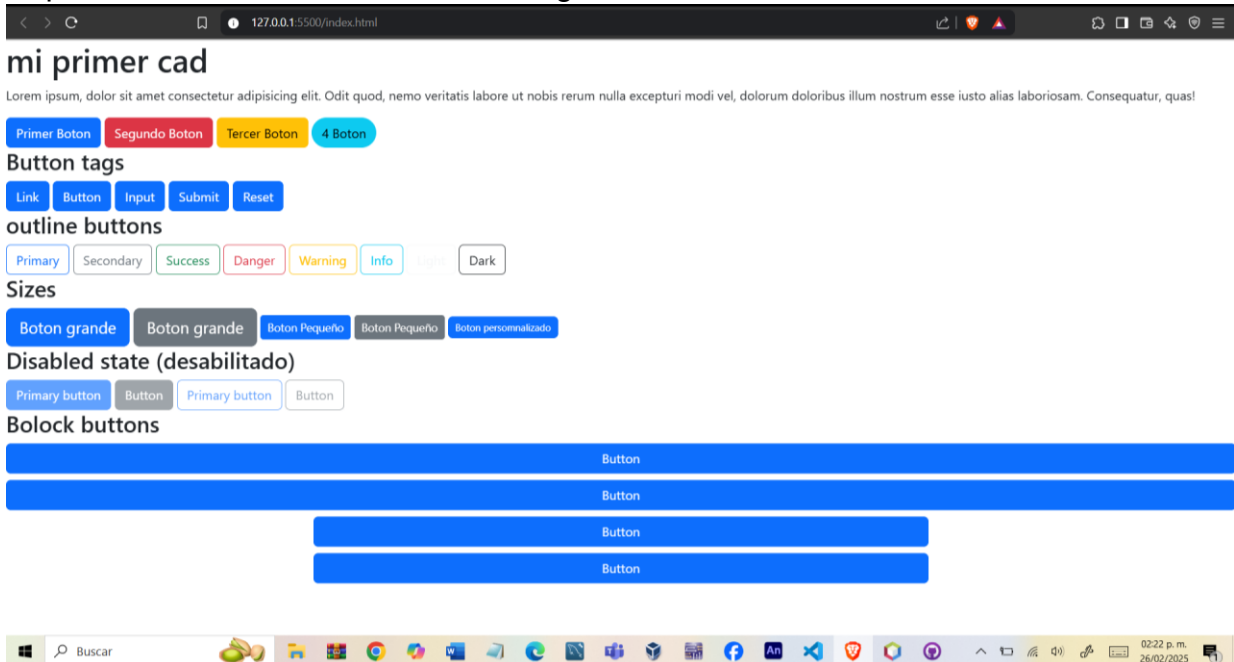 127.0.0.1:5500/index.html
mi primer cad
Lorem ipsum, dolor sit amet consectetur adipisicing elit. Odit quod, nemo veritatis labore ut nobis rerum nulla excepturi modi vel, dolorum doloribus illum nostrum esse iusto alias laboriosam. Consequatur, quas!
Primer Boton Segundo Boton Tercer Boton 4 Boton
Button tags
Link Button Input Submit Reset
outline buttons
Primary Secondary Success Danger Warning Info Light Dark
Sizes
Boton grande Boton grande Boton Pequeño Boton Pequeño Boton persomnalizado
Disabled state (desabilitado)
Primary button Button Primary button Button
Bolock buttons
Button
Button
Button
Button
Buscar An 02:22 p. m.
26/02/2025